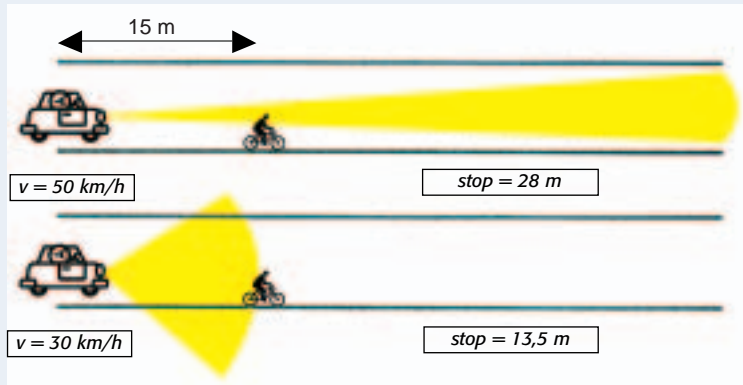 15 m
v = 50 km/h
stop = 28 m
v = 30 km/h
stop = 13,5 m